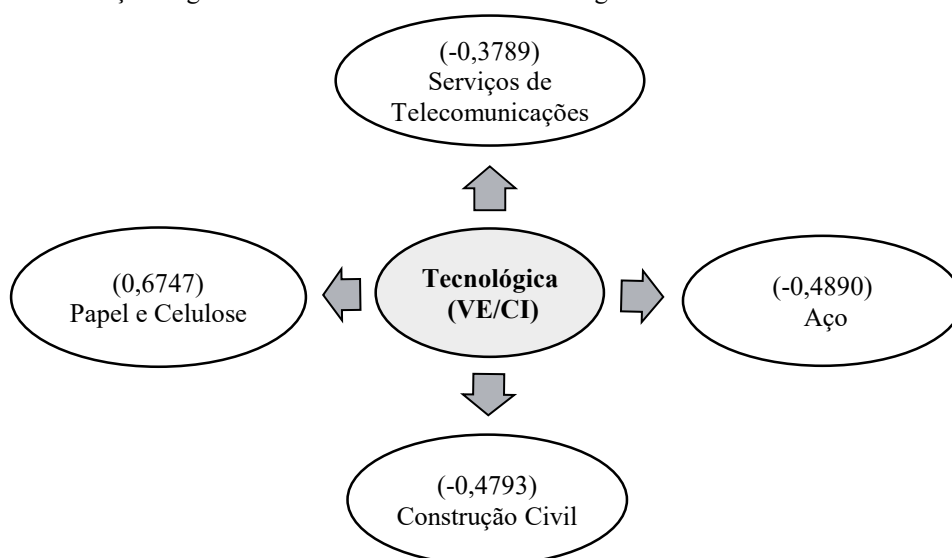 (-0,3789)
Serviços de
Telecomunicações
(0,6747)
Papel e Celulose
Tecnológica
(VE/CI)
(-0,4890)
Aço
(-0,4793)
Construção Civil